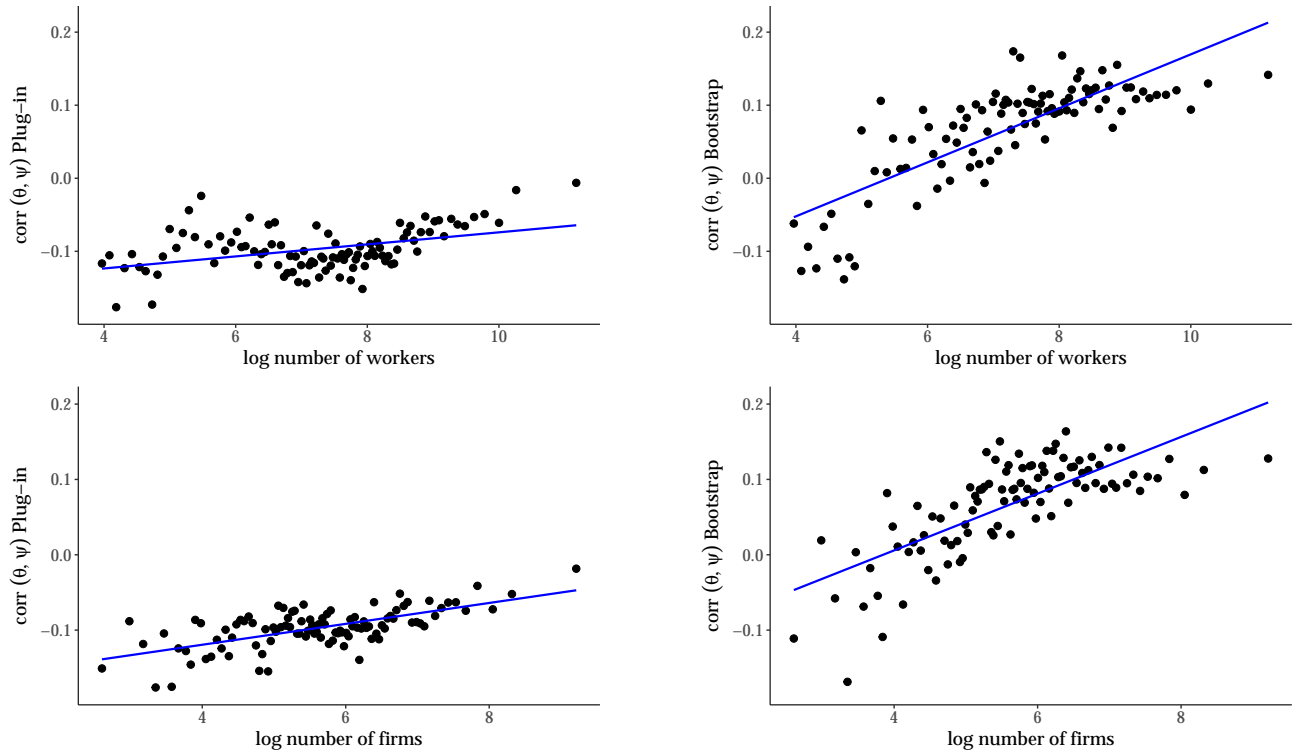 0.2
0.1
0.0
−0.1
corr (θ, ψ) Plug−in
4 6 8 10
log number of workers
0.2
0.1
0.0
−0.1
corr (θ, ψ) Bootstrap
4 6 8 10
log number of workers
0.2
0.1
0.0
−0.1
corr (θ, ψ) Plug−in
4 6 8
log number of firms
0.2
0.1
0.0
−0.1
corr (θ, ψ) Bootstrap
4 6 8
log number of firms